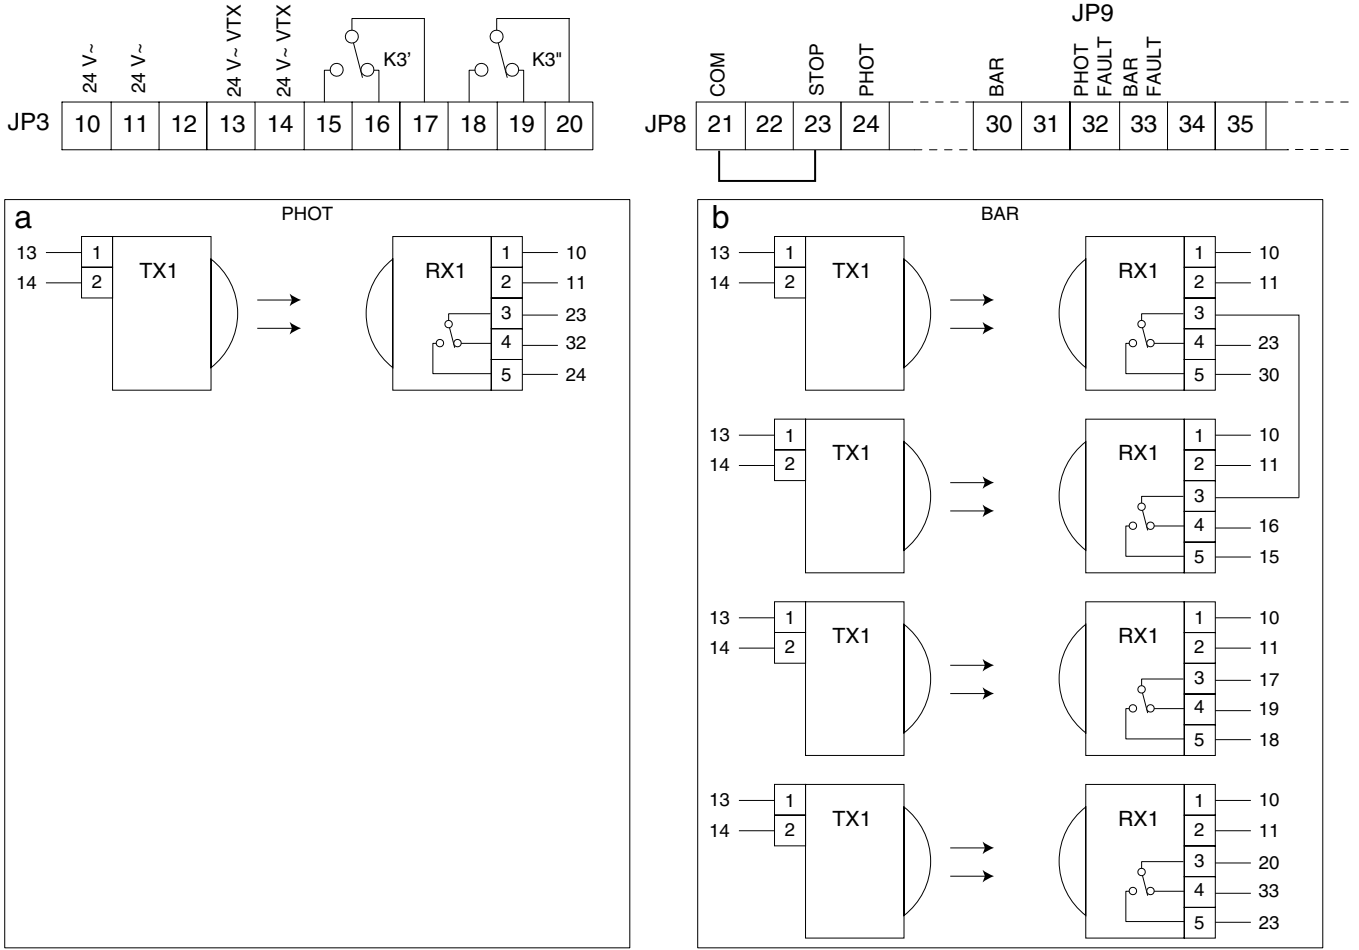 JP9
24 V~
24 V~
24 V~ VTX
24 V~ VTX
K3'
K3"
COM
STOP
PHOT
BAR
PHOT
FAULT
BAR
FAULT
JP3 10 11 12 13 14 15 16 17 18 19 20
JP8 21 22 23 24 30 31 32 33 34 35
a PHOT
13 1 TX1 RX1 1 10
14 2 2 11
3 23
4 32
5 24
b BAR
13 1 TX1 RX1 1 10
14 2 2 11
3
4 23
5 30
13 1 TX1 RX1 1 10
14 2 2 11
3
4 16
5 15
13 1 TX1 RX1 1 10
14 2 2 11
3 17
4 19
5 18
13 1 TX1 RX1 1 10
14 2 2 11
3 20
4 33
5 23